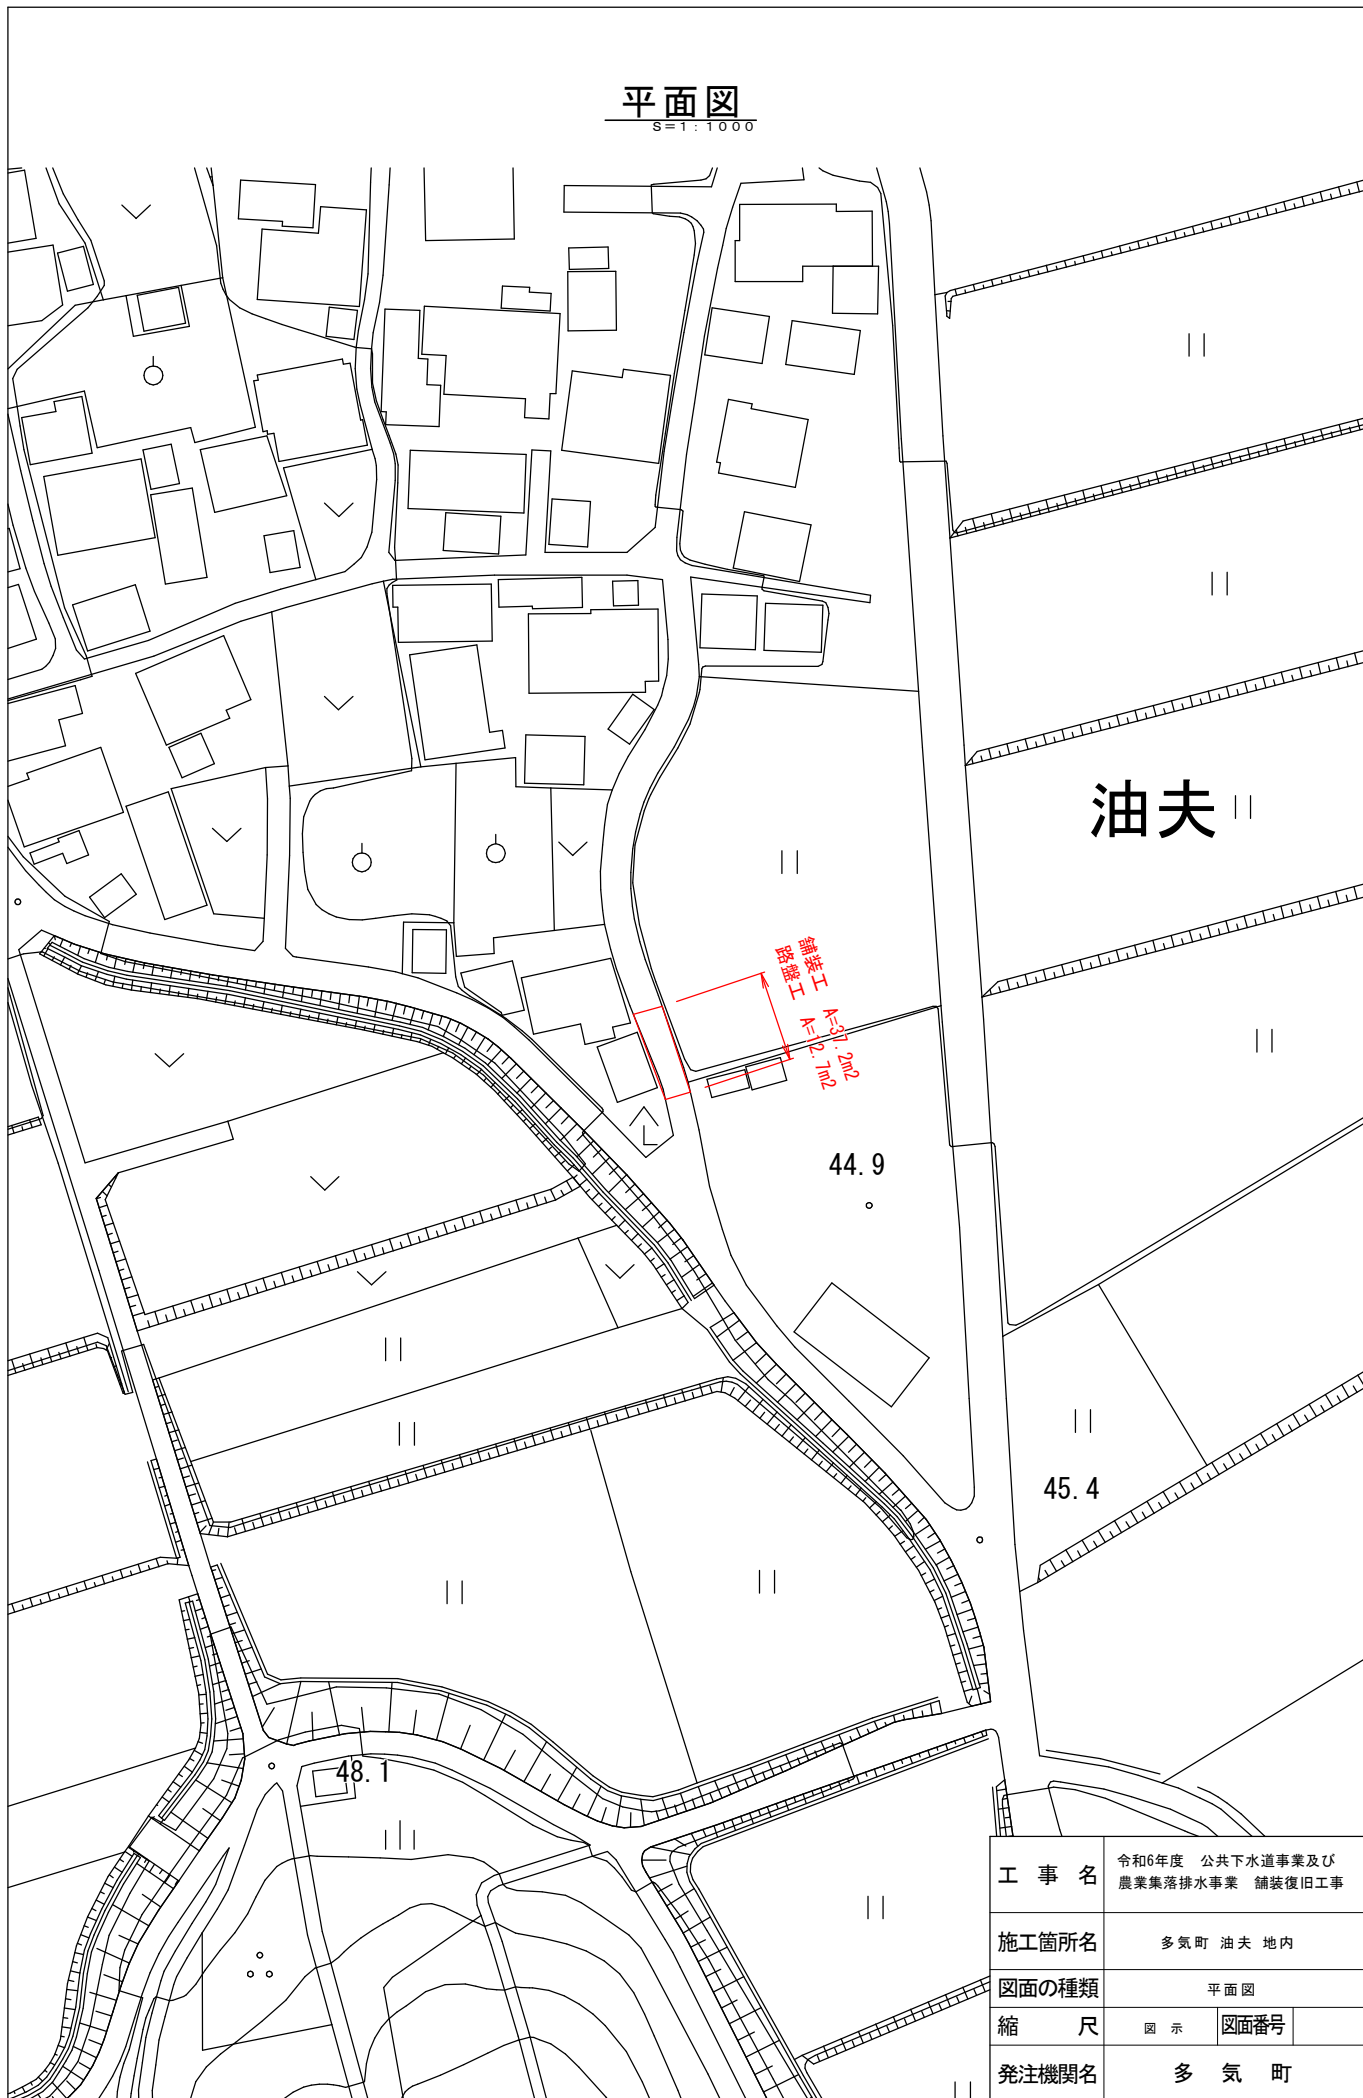 平面図
S=1:1000
油夫
舗装工 A=37.2m2
路盤工 A=12.7m2
44.9
45.4
48.1
工事名 令和6年度 公共下水道事業及び
農業集落排水事業 舗装復旧工事
施工箇所名 多気町 油夫 地内
図面の種類 平面図
縮尺 図示 図面番号
発注機関名 多気町